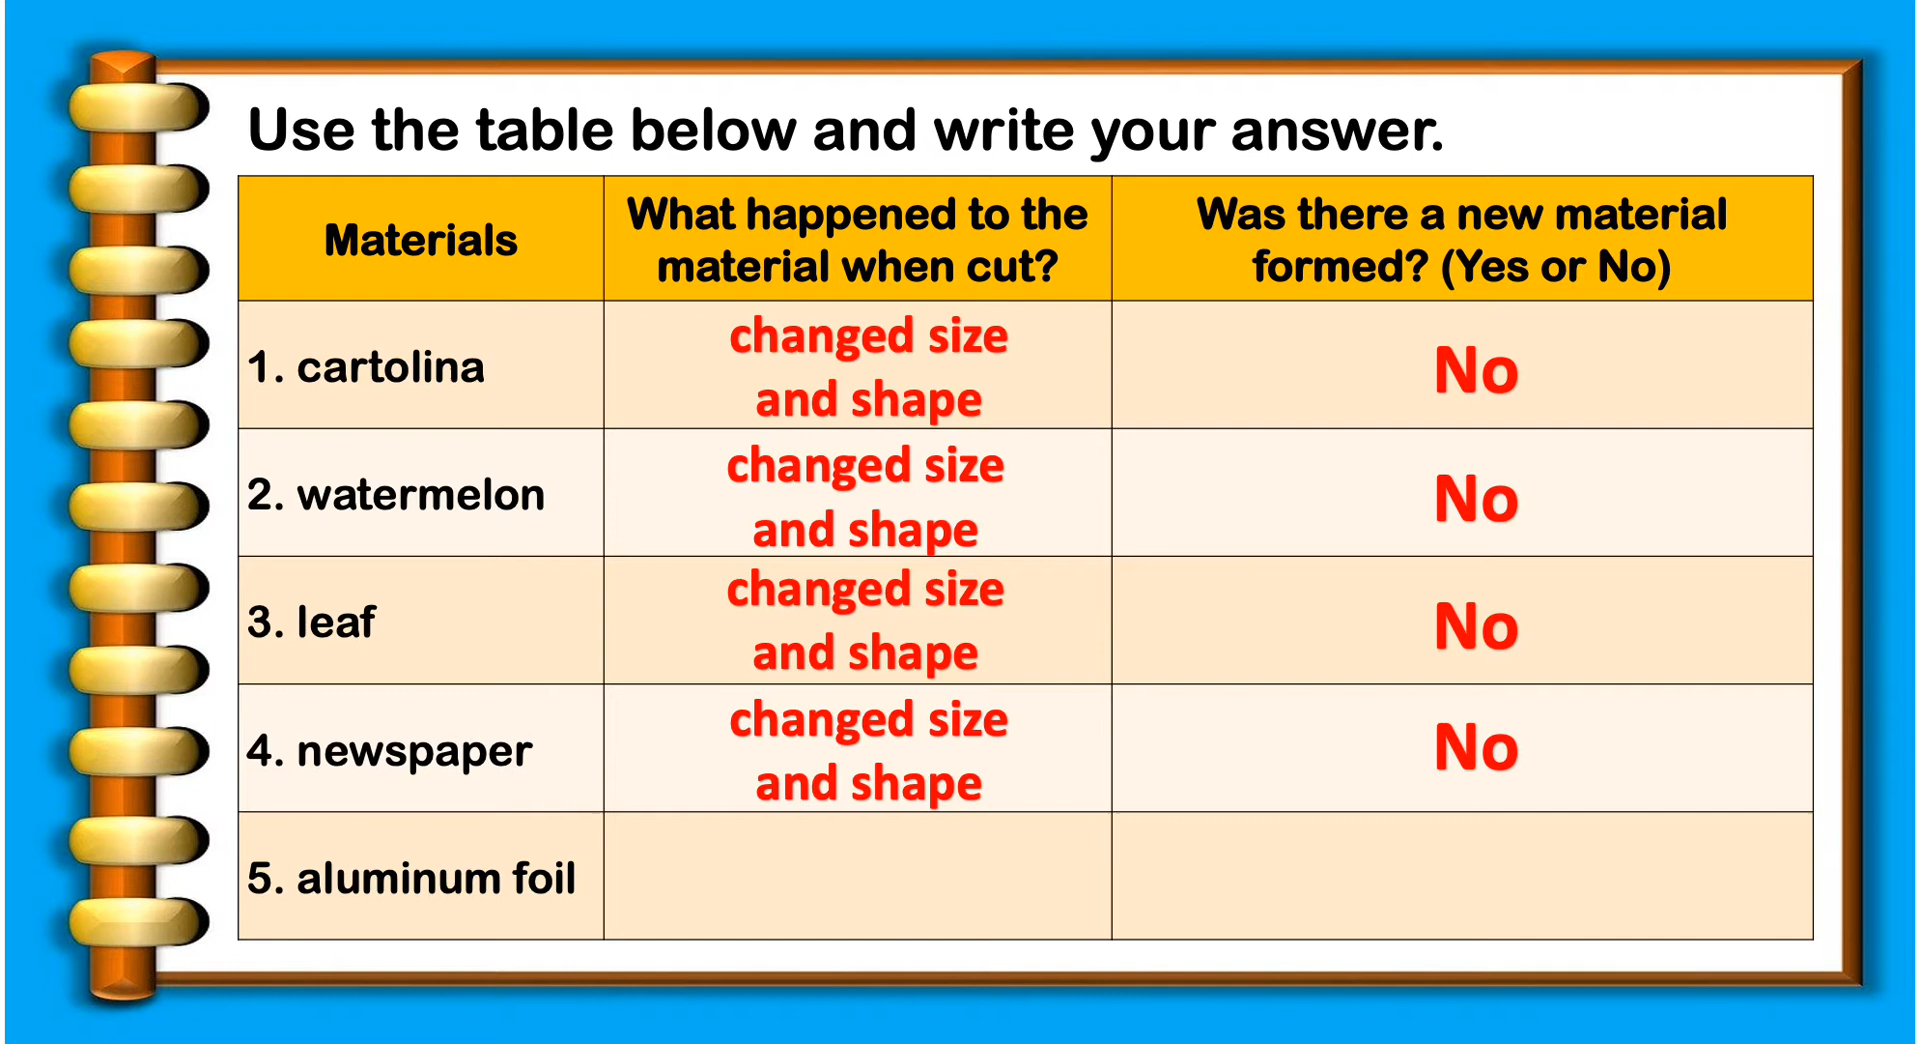 Use the table below and write your answer.
Materials
What happened to the
material when cut?
Was there a new material
formed? (Yes or No)
1. cartolina
changed size
and shape
No
2. watermelon
changed size
and shape
No
3. leaf
changed size
and shape
No
4. newspaper
changed size
and shape
No
5. aluminum foil